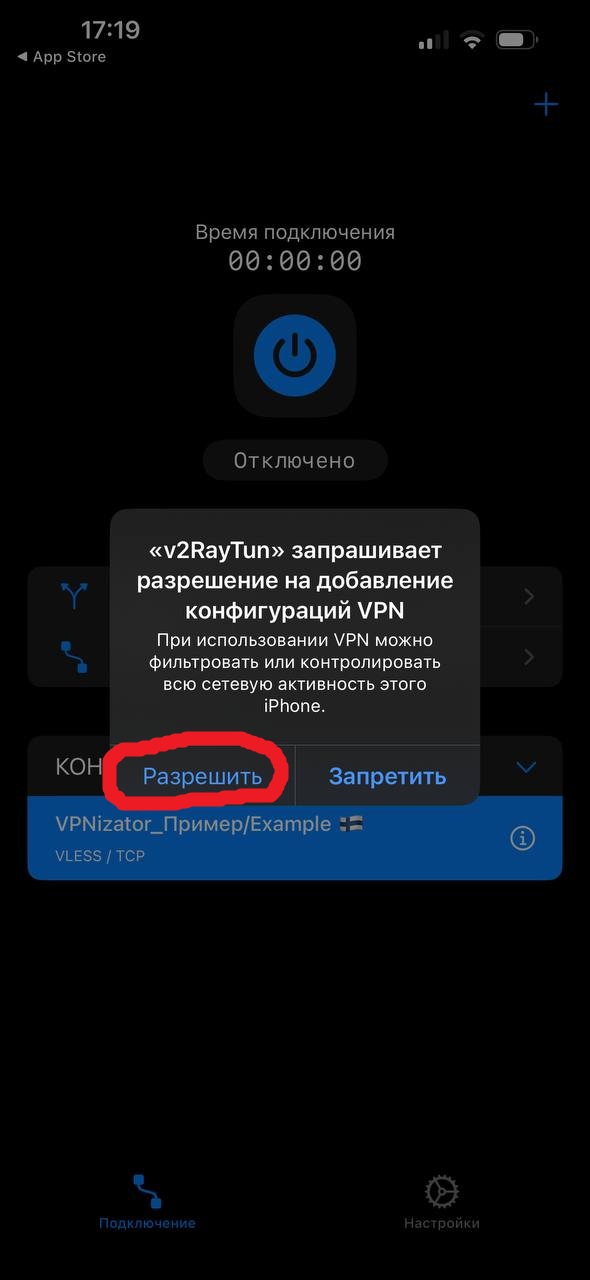 17:19
◀ App Store
Время подключения
00:00:00
Отключено
«v2RayTun» запрашивает
разрешение на добавление
конфигураций VPN
При использовании VPN можно
фильтровать или контролировать
всю сетевую активность этого
iPhone.
Разрешить Запретить
КОН
VPNizator_Пример/Example 🇫🇮
VLESS / TCP
Подключение Настройки